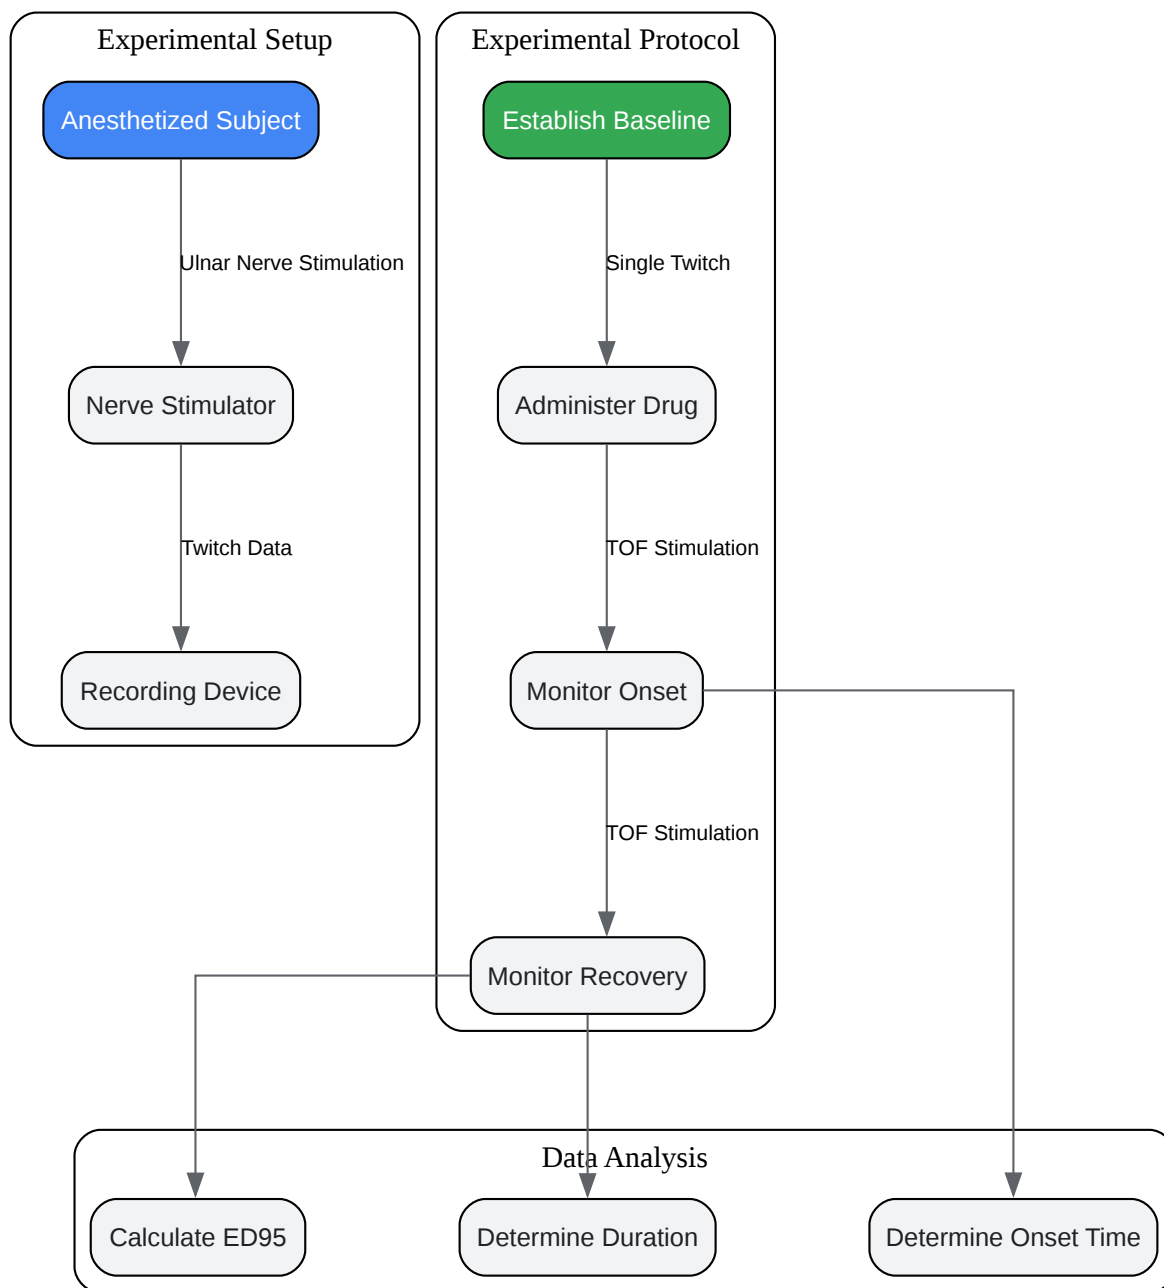 Experimental Setup
Anesthetized Subject
Ulnar Nerve Stimulation
Nerve Stimulator
Twitch Data
Recording Device
Experimental Protocol
Establish Baseline
Single Twitch
Administer Drug
TOF Stimulation
Monitor Onset
TOF Stimulation
Monitor Recovery
Data Analysis
Calculate ED95
Determine Duration
Determine Onset Time